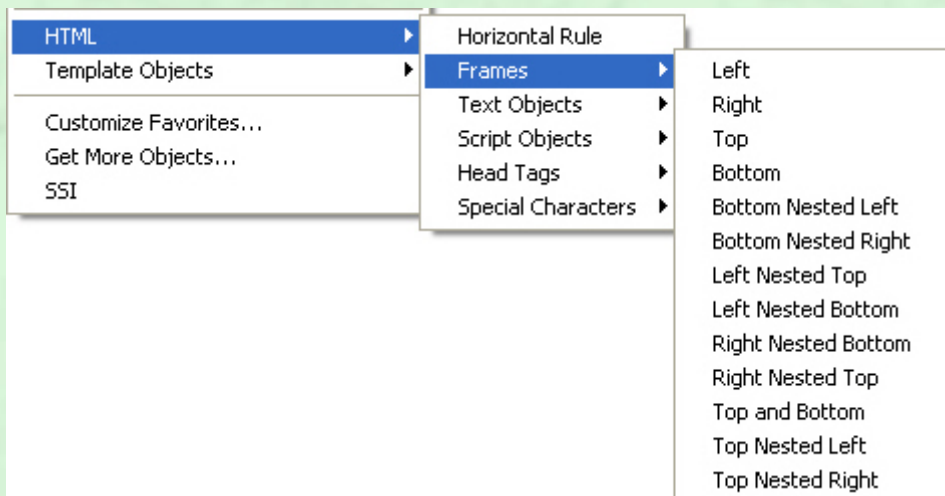 HTML
Template Objects
Customize Favorites...
Get More Objects...
SSI
Horizontal Rule
Frames
Text Objects
Script Objects
Head Tags
Special Characters
Left
Right
Top
Bottom
Bottom Nested Left
Bottom Nested Right
Left Nested Top
Left Nested Bottom
Right Nested Bottom
Right Nested Top
Top and Bottom
Top Nested Left
Top Nested Right